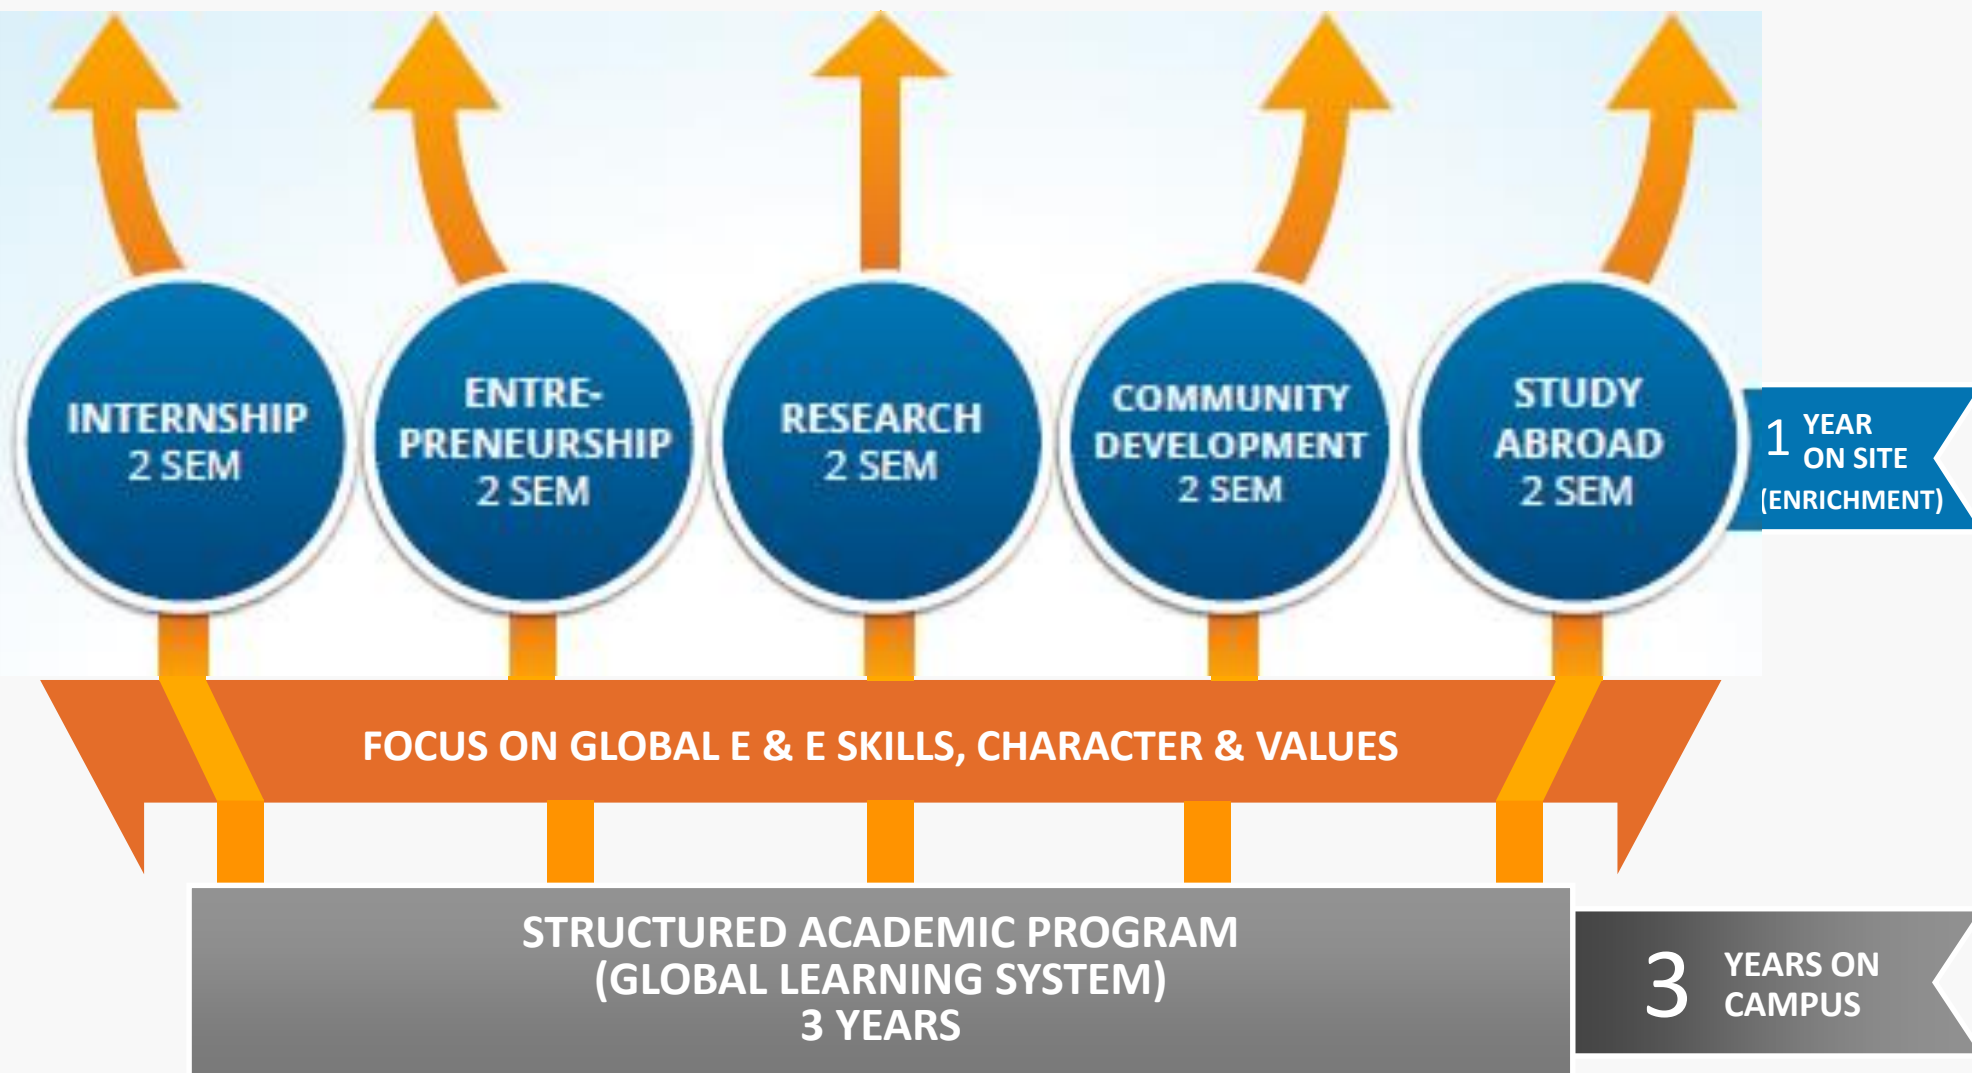 INTERNSHIP
2 SEM
ENTRE-
PRENEURSHIP
2 SEM
RESEARCH
2 SEM
COMMUNITY
DEVELOPMENT
2 SEM
STUDY
ABROAD
2 SEM
1 YEAR
ON SITE
(ENRICHMENT)
FOCUS ON GLOBAL E & E SKILLS, CHARACTER & VALUES
STRUCTURED ACADEMIC PROGRAM
(GLOBAL LEARNING SYSTEM)
3 YEARS
3 YEARS ON
CAMPUS